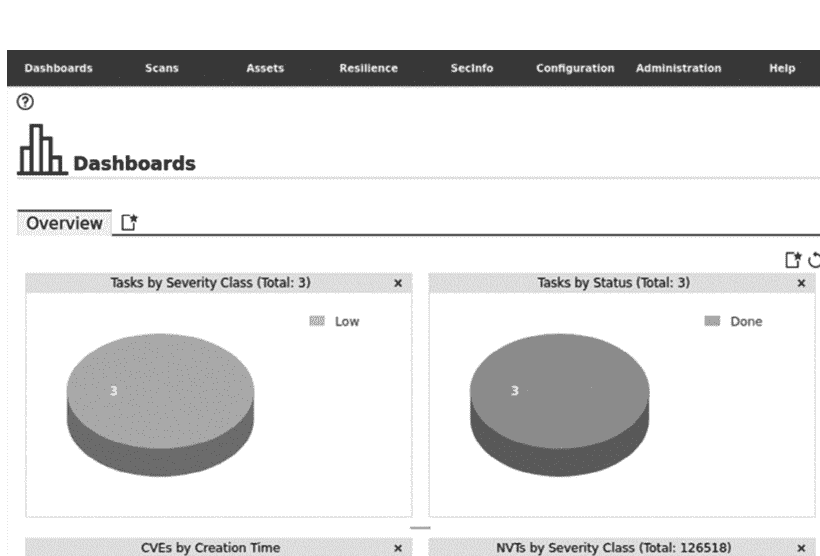 Dashboards Scans Assets Resilience SecInfo Configuration Administration Help
?
Dashboards
Overview
Tasks by Severity Class (Total: 3) × Tasks by Status (Total: 3) ×
Low Done
3 3
CVEs by Creation Time × NVTs by Severity Class (Total: 126518) ×